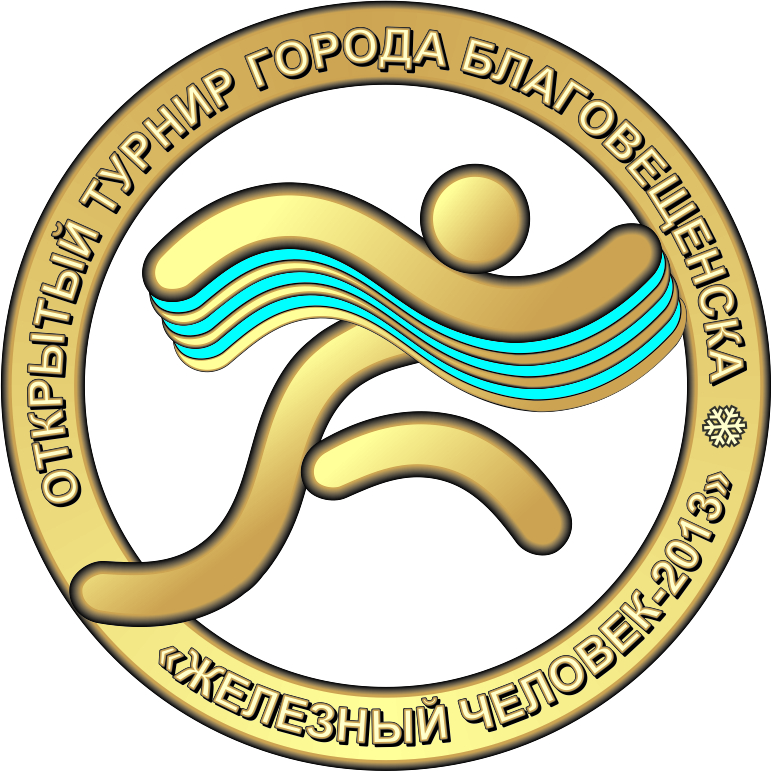 ОТКРЫТЫЙ ТУРНИР ГОРОДА БЛАГОВЕЩЕНСКА
«ЖЕЛЕЗНЫЙ ЧЕЛОВЕК-2013»